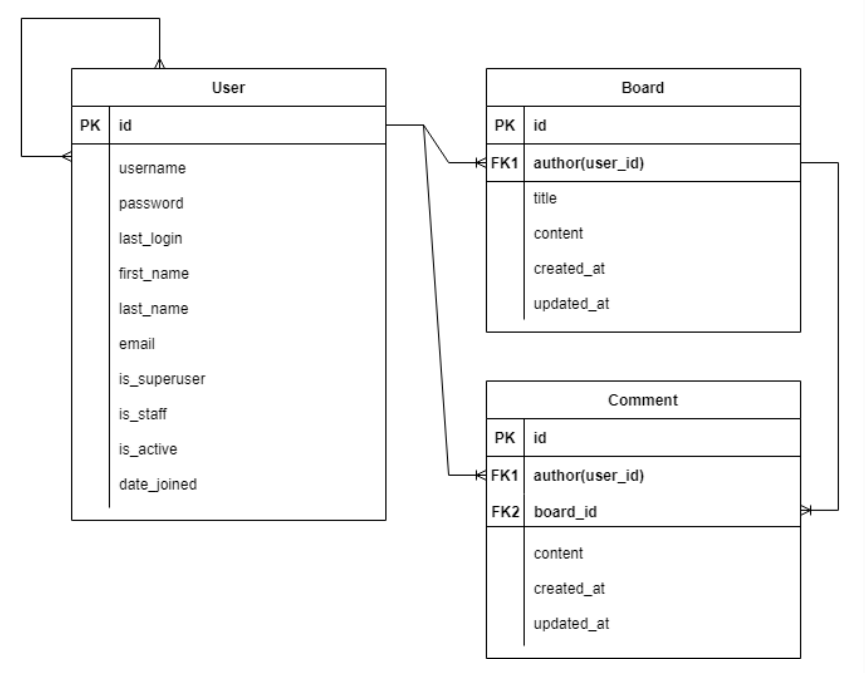 User
PK id
username
password
last_login
first_name
last_name
email
is_superuser
is_staff
is_active
date_joined
Board
PK id
FK1 author(user_id)
title
content
created_at
updated_at
Comment
PK id
FK1 author(user_id)
FK2 board_id
content
created_at
updated_at